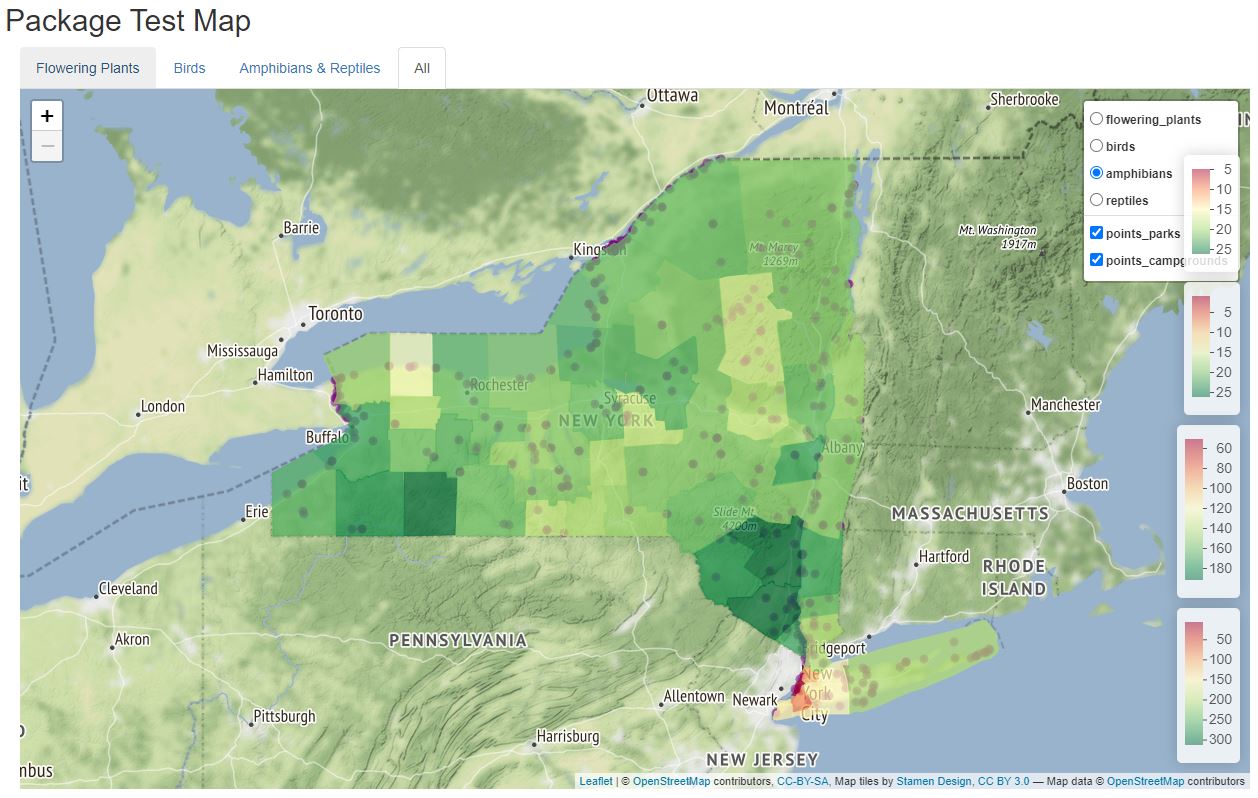 Package Test Map
Flowering Plants
Birds
Amphibians & Reptiles
All
+
−
Ottawa
Montréal
Sherbrooke
flowering_plants
birds
amphibians
reptiles
points_parks
points_campgrounds
5
10
15
20
25
5
10
15
20
25
60
80
100
120
140
160
180
50
100
150
200
250
300
Barrie
Kingston
Mt. Marcy
1269m
Mt. Washington
1917m
Toronto
Mississauga
Hamilton
London
Rochester
Syracuse
NEW YORK
Buffalo
Albany
Manchester
Boston
it
Erie
Slide Mt
4200m
MASSACHUSETTS
Hartford
RHODE
ISLAND
Cleveland
Akron
PENNSYLVANIA
Bridgeport
New
York
City
Allentown
Newark
Pittsburgh
Harrisburg
NEW JERSEY
mbus
Leaflet | © OpenStreetMap contributors, CC-BY-SA, Map tiles by Stamen Design, CC BY 3.0 — Map data © OpenStreetMap contributors